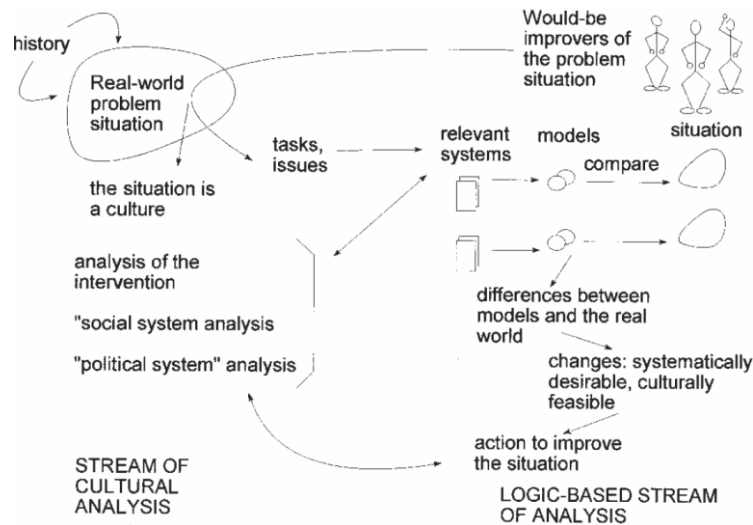 history
Would-be
improvers of
the problem
situation
Real-world
problem
situation
tasks,
issues
relevant
systems
models
situation
compare
the situation is
a culture
analysis of the
intervention
"social system analysis
"political system" analysis
differences between
models and the real
world
changes: systematically
desirable, culturally
feasible
action to improve
the situation
STREAM OF
CULTURAL
ANALYSIS
LOGIC-BASED STREAM
OF ANALYSIS